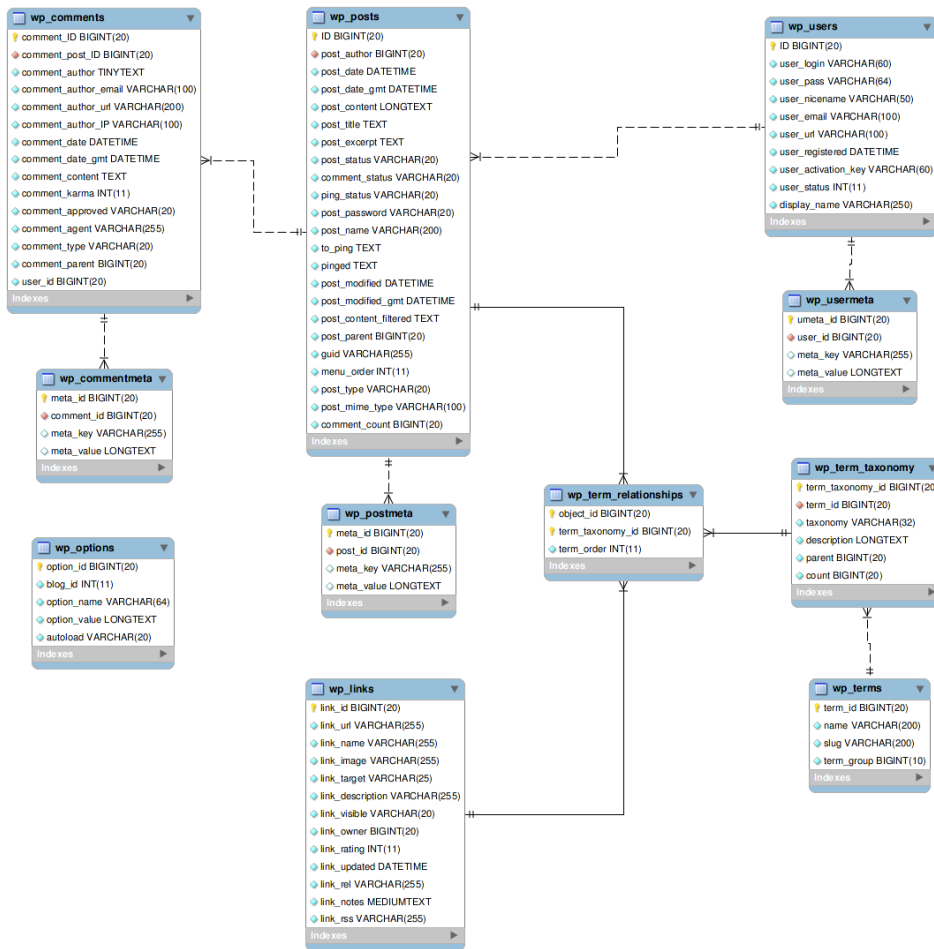 wp_comments
comment_ID BIGINT(20)
comment_post_ID BIGINT(20)
comment_author TINYTEXT
comment_author_email VARCHAR(100)
comment_author_url VARCHAR(200)
comment_author_IP VARCHAR(100)
comment_date DATETIME
comment_date_gmt DATETIME
comment_content TEXT
comment_karma INT(11)
comment_approved VARCHAR(20)
comment_agent VARCHAR(255)
comment_type VARCHAR(20)
comment_parent BIGINT(20)
user_id BIGINT(20)
Indexes
wp_posts
ID BIGINT(20)
post_author BIGINT(20)
post_date DATETIME
post_date_gmt DATETIME
post_content LONGTEXT
post_title TEXT
post_excerpt TEXT
post_status VARCHAR(20)
comment_status VARCHAR(20)
ping_status VARCHAR(20)
post_password VARCHAR(20)
post_name VARCHAR(200)
to_ping TEXT
pinged TEXT
post_modified DATETIME
post_modified_gmt DATETIME
post_content_filtered TEXT
post_parent BIGINT(20)
guid VARCHAR(255)
menu_order INT(11)
post_type VARCHAR(20)
post_mime_type VARCHAR(100)
comment_count BIGINT(20)
Indexes
wp_users
ID BIGINT(20)
user_login VARCHAR(60)
user_pass VARCHAR(64)
user_nicename VARCHAR(50)
user_email VARCHAR(100)
user_url VARCHAR(100)
user_registered DATETIME
user_activation_key VARCHAR(60)
user_status INT(11)
display_name VARCHAR(250)
Indexes
wp_usermeta
umeta_id BIGINT(20)
user_id BIGINT(20)
meta_key VARCHAR(255)
meta_value LONGTEXT
Indexes
wp_commentmeta
meta_id BIGINT(20)
comment_id BIGINT(20)
meta_key VARCHAR(255)
meta_value LONGTEXT
Indexes
wp_postmeta
meta_id BIGINT(20)
post_id BIGINT(20)
meta_key VARCHAR(255)
meta_value LONGTEXT
Indexes
wp_term_relationships
object_id BIGINT(20)
term_taxonomy_id BIGINT(20)
term_order INT(11)
Indexes
wp_term_taxonomy
term_taxonomy_id BIGINT(20
term_id BIGINT(20)
taxonomy VARCHAR(32)
description LONGTEXT
parent BIGINT(20)
count BIGINT(20)
Indexes
wp_options
option_id BIGINT(20)
blog_id INT(11)
option_name VARCHAR(64)
option_value LONGTEXT
autoload VARCHAR(20)
Indexes
wp_links
link_id BIGINT(20)
link_url VARCHAR(255)
link_name VARCHAR(255)
link_image VARCHAR(255)
link_target VARCHAR(25)
link_description VARCHAR(255)
link_visible VARCHAR(20)
link_owner BIGINT(20)
link_rating INT(11)
link_updated DATETIME
link_rel VARCHAR(255)
link_notes MEDIUMTEXT
link_rss VARCHAR(255)
Indexes
wp_terms
term_id BIGINT(20)
name VARCHAR(200)
slug VARCHAR(200)
term_group BIGINT(10)
Indexes